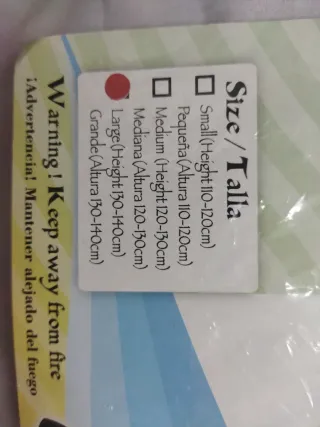 Size/Talla
Small(Height 110-120cm)
Pequeña(Altura 110-120cm)
Medium (Height 120-130cm)
Mediana(Altura 120-130cm)
Large(Height 130-140cm)
Grande(Altura 130-140cm)
Warning! Keep away from fire
¡Advertencia! Mantener alejado del fuego